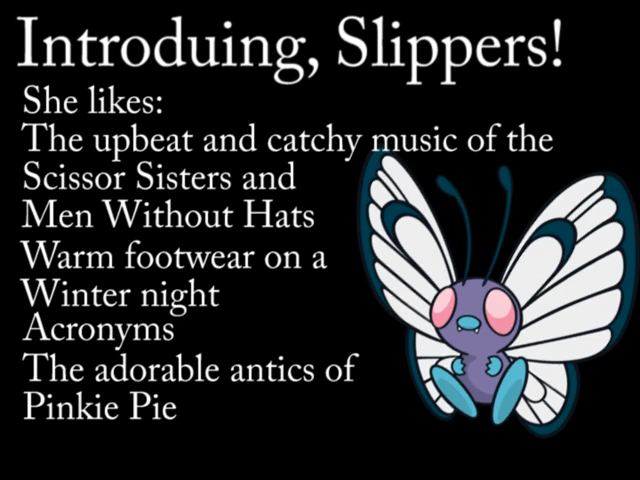 Introduing, Slippers!
She likes:
The upbeat and catchy music of the
Scissor Sisters and
Men Without Hats
Warm footwear on a
Winter night
Acronyms
The adorable antics of
Pinkie Pie